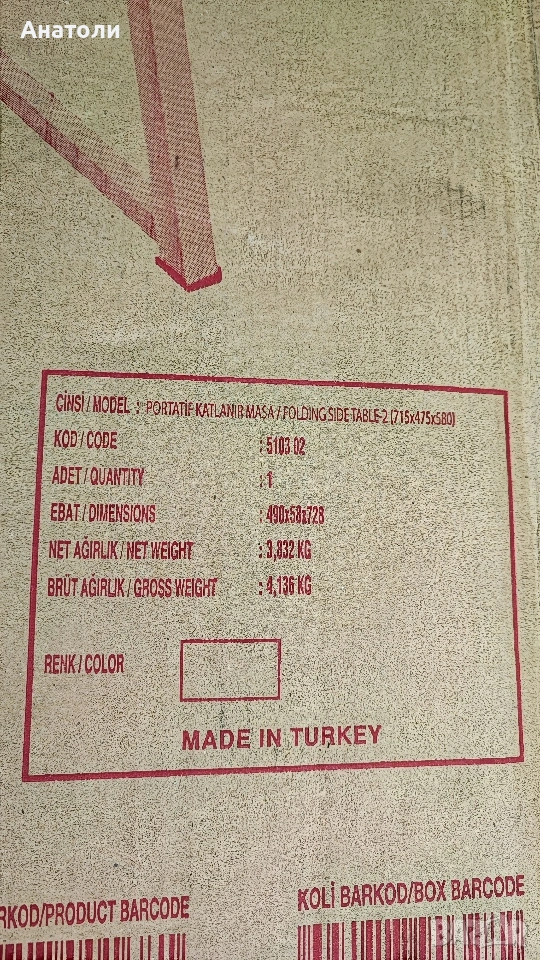 Анатоли
CİNSİ / MODEL : PORTATİF KATLANIR MASA / FOLDING SIDE TABLE-2 (715x475x580)
KOD / CODE : 5103 02
ADET / QUANTITY : 1
EBAT / DIMENSIONS : 490x58x728
NET AĞIRLIK / NET WEIGHT : 3,832 KG
BRÜT AĞIRLIK / GROSS WEIGHT : 4,136 KG
RENK / COLOR
MADE IN TURKEY
RKOD/PRODUCT BARCODE
KOLİ BARKOD/BOX BARCODE